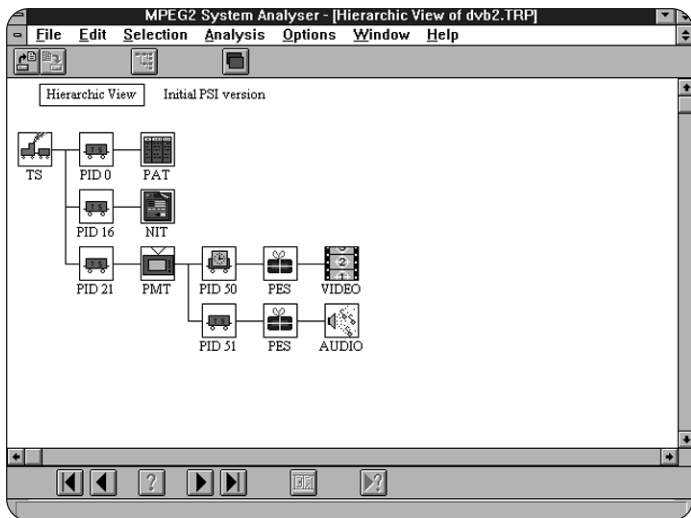 MPEG2 System Analyser - [Hierarchic View of dvb2.TRP]
File Edit Selection Analysis Options Window Help
Hierarchic View Initial PSI version
TS PID 0 PAT
PID 16 NIT
PID 21 PMT PID 50 PES VIDEO
2
1
PID 51 PES AUDIO
?
?